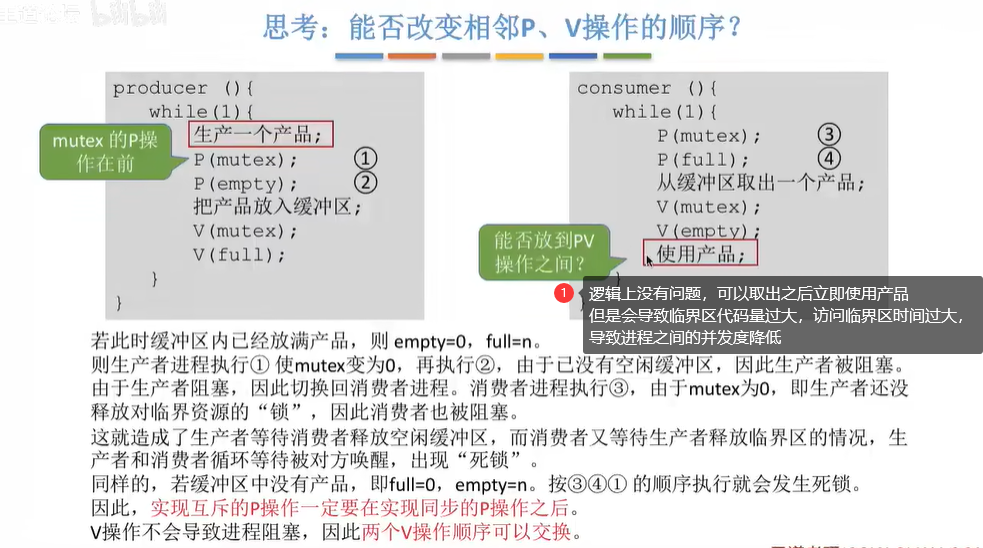 思考：能否改变相邻P、V操作的顺序？
producer (){
while(1){
生产一个产品;
P(mutex); ①
P(empty); ②
把产品放入缓冲区;
V(mutex);
V(full);
}
}
mutex 的P操
作在前
consumer (){
while(1){
P(mutex); ③
P(full); ④
从缓冲区取出一个产品;
V(mutex);
V(empty);
使用产品;
}
能否放到PV
操作之间？
1 逻辑上没有问题，可以取出之后立即使用产品
但是会导致临界区代码量过大，访问临界区时间过大，
导致进程之间的并发度降低
若此时缓冲区内已经放满产品，则 empty=0，full=n。
则生产者进程执行① 使mutex变为0，再执行②，由于已没有空闲缓冲区，因此生产者被阻塞。
由于生产者阻塞，因此切换回消费者进程。消费者进程执行③，由于mutex为0，即生产者还没
释放对临界资源的“锁”，因此消费者也被阻塞。
这就造成了生产者等待消费者释放空闲缓冲区，而消费者又等待生产者释放临界区的情况，生
产者和消费者循环等待被对方唤醒，出现“死锁”。
同样的，若缓冲区中没有产品，即full=0，empty=n。按③④① 的顺序执行就会发生死锁。
因此，实现互斥的P操作一定要在实现同步的P操作之后。
V操作不会导致进程阻塞，因此两个V操作顺序可以交换。